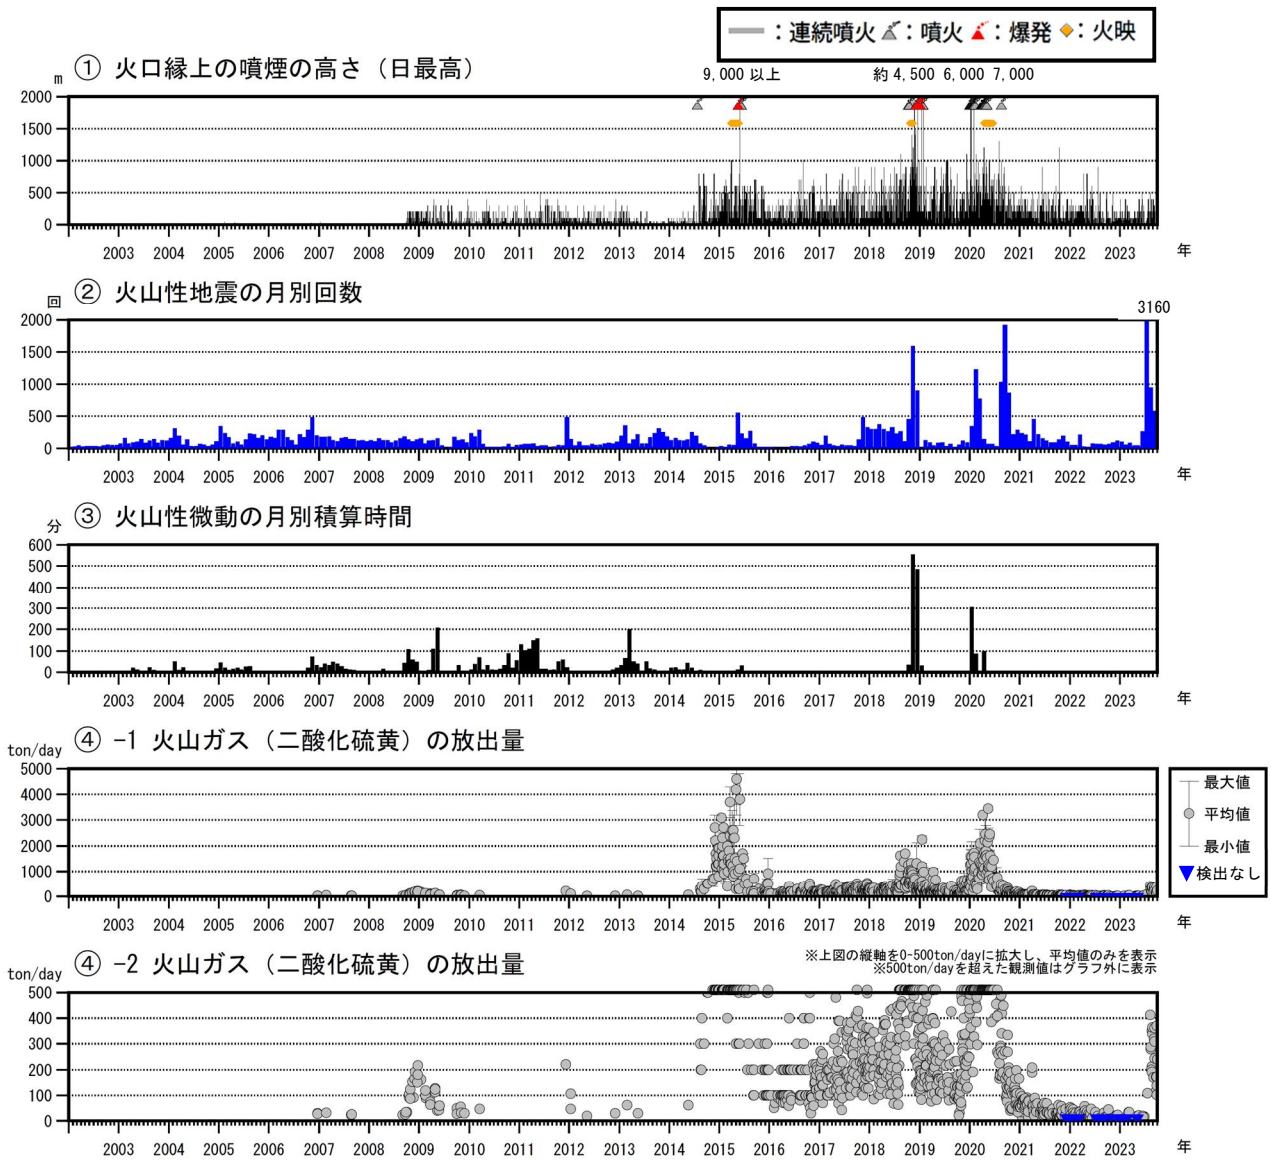 ：連続噴火 ：噴火 ：爆発 ：火映
① 火口縁上の噴煙の高さ（日最高）
9,000 以上 約 4,500 6,000 7,000
m
2000
1500
1000
500
0
2003 2004 2005 2006 2007 2008 2009 2010 2011 2012 2013 2014 2015 2016 2017 2018 2019 2020 2021 2022 2023 年
② 火山性地震の月別回数
回
3160
2000
1500
1000
500
0
2003 2004 2005 2006 2007 2008 2009 2010 2011 2012 2013 2014 2015 2016 2017 2018 2019 2020 2021 2022 2023 年
③ 火山性微動の月別積算時間
分
600
500
400
300
200
100
0
2003 2004 2005 2006 2007 2008 2009 2010 2011 2012 2013 2014 2015 2016 2017 2018 2019 2020 2021 2022 2023 年
④ -1 火山ガス（二酸化硫黄）の放出量
ton/day
5000
4000
3000
2000
1000
0
2003 2004 2005 2006 2007 2008 2009 2010 2011 2012 2013 2014 2015 2016 2017 2018 2019 2020 2021 2022 2023 年
最大値
平均値
最小値
検出なし
④ -2 火山ガス（二酸化硫黄）の放出量
※上図の縦軸を0-500ton/dayに拡大し、平均値のみを表示
※500ton/dayを超えた観測値はグラフ外に表示
ton/day
500
400
300
200
100
0
2003 2004 2005 2006 2007 2008 2009 2010 2011 2012 2013 2014 2015 2016 2017 2018 2019 2020 2021 2022 2023 年